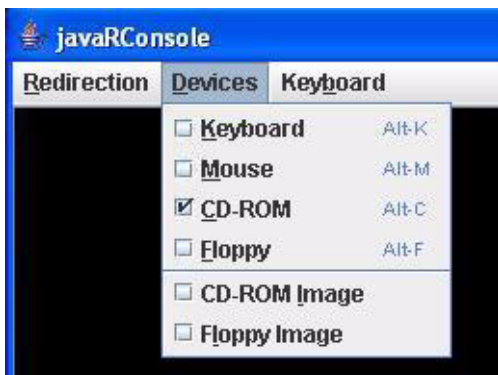 javaRConsole
Redirection Devices Keyboard
Keyboard Alt-K
Mouse Alt-M
CD-ROM Alt-C
Floppy Alt-F
CD-ROM Image
Floppy Image